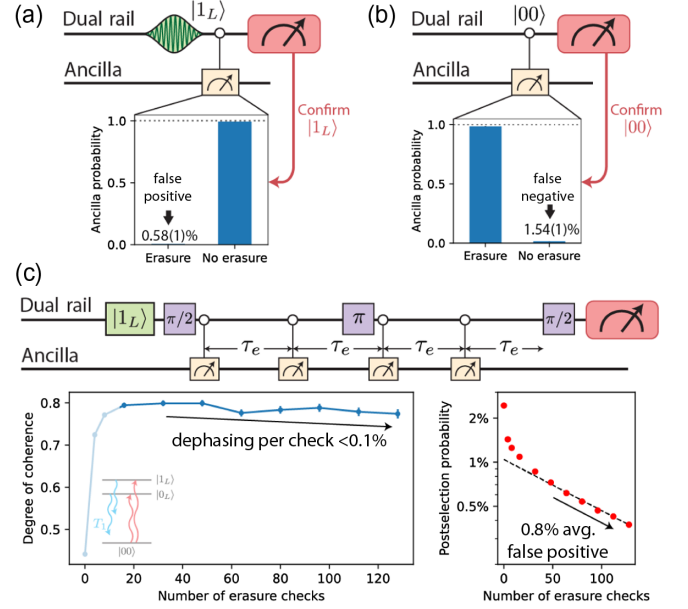 (a)
|1_L⟩
Dual rail
Ancilla
Confirm
|1_L⟩
Ancilla probability
1.0
0.5
0.0
false
positive
0.58(1)%
Erasure
No erasure
(b)
|00⟩
Dual rail
Ancilla
Confirm
|00⟩
Ancilla probability
1.0
0.5
0.0
false
negative
1.54(1)%
Erasure
No erasure
(c)
Dual rail
|1_L⟩
π/2
π
π/2
Ancilla
τ_e
τ_e
τ_e
τ_e
Degree of coherence
0.8
0.7
0.6
0.5
dephasing per check <0.1%
|1_L⟩
|0_L⟩
T_1
|00⟩
0 20 40 60 80 100 120
Number of erasure checks
Postselection probability
2%
1%
0.5%
0.8% avg.
false positive
0 50 100
Number of erasure checks